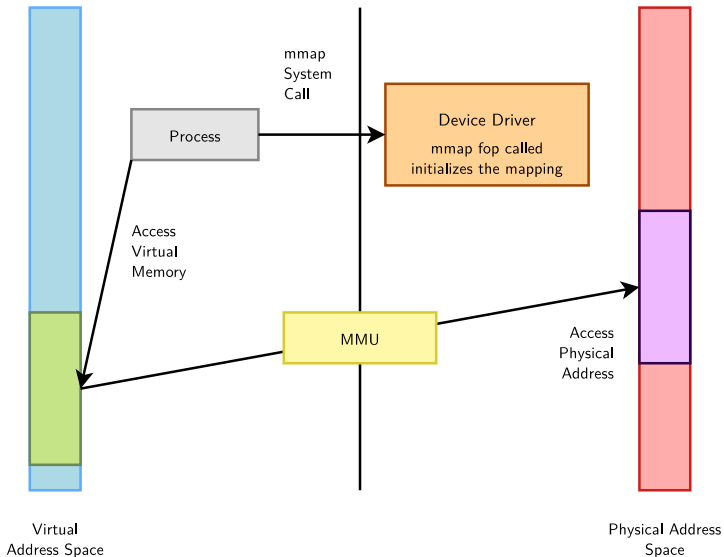 mmap
System
Call
Process
Device Driver
mmap fop called
initializes the mapping
Access
Virtual
Memory
MMU
Access
Physical
Address
Virtual
Address Space
Physical Address
Space